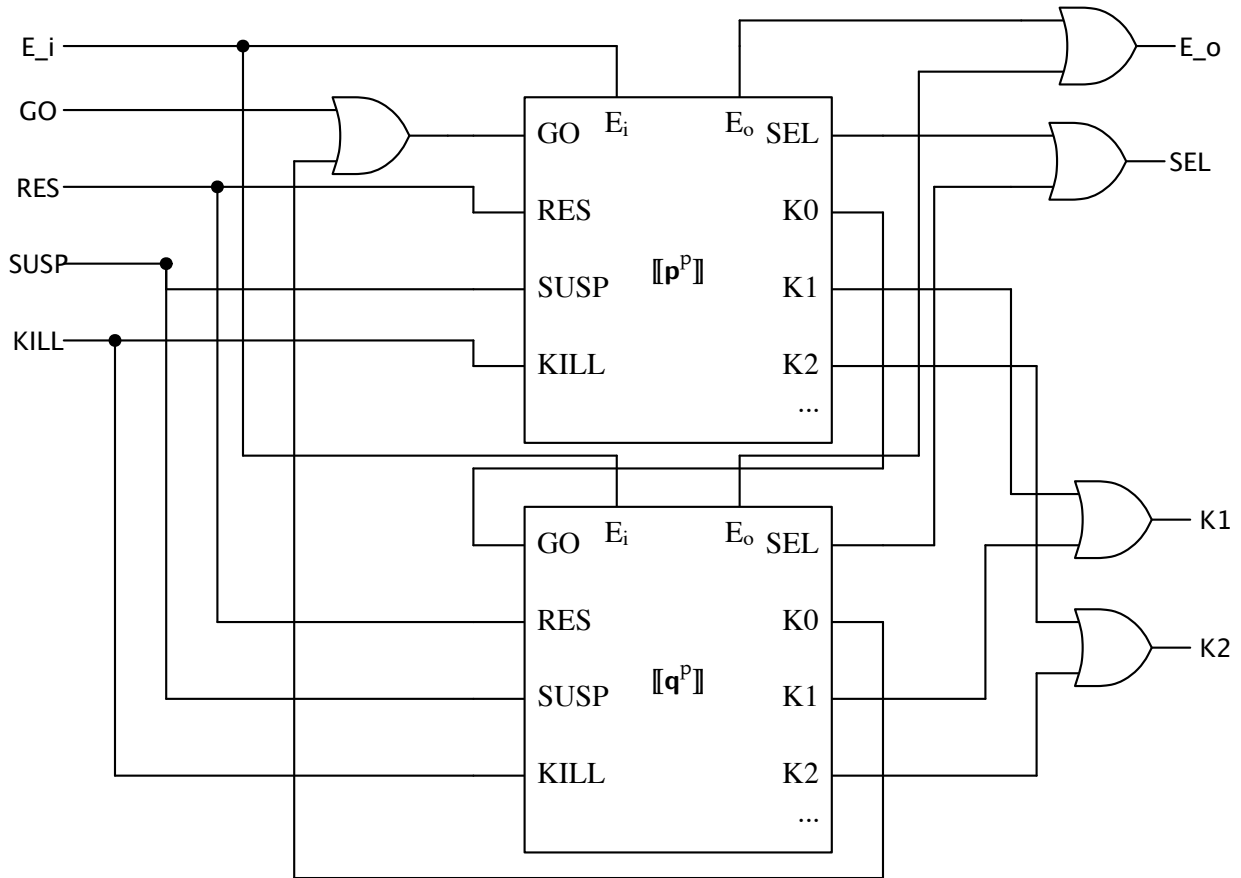 E_i
GO
RES
SUSP
KILL
E_o
SEL
K1
K2
E_i E_o
GO SEL
RES K0
SUSP K1
KILL K2
...
⟦p^p⟧
E_i E_o
GO SEL
RES K0
SUSP K1
KILL K2
...
⟦q^p⟧